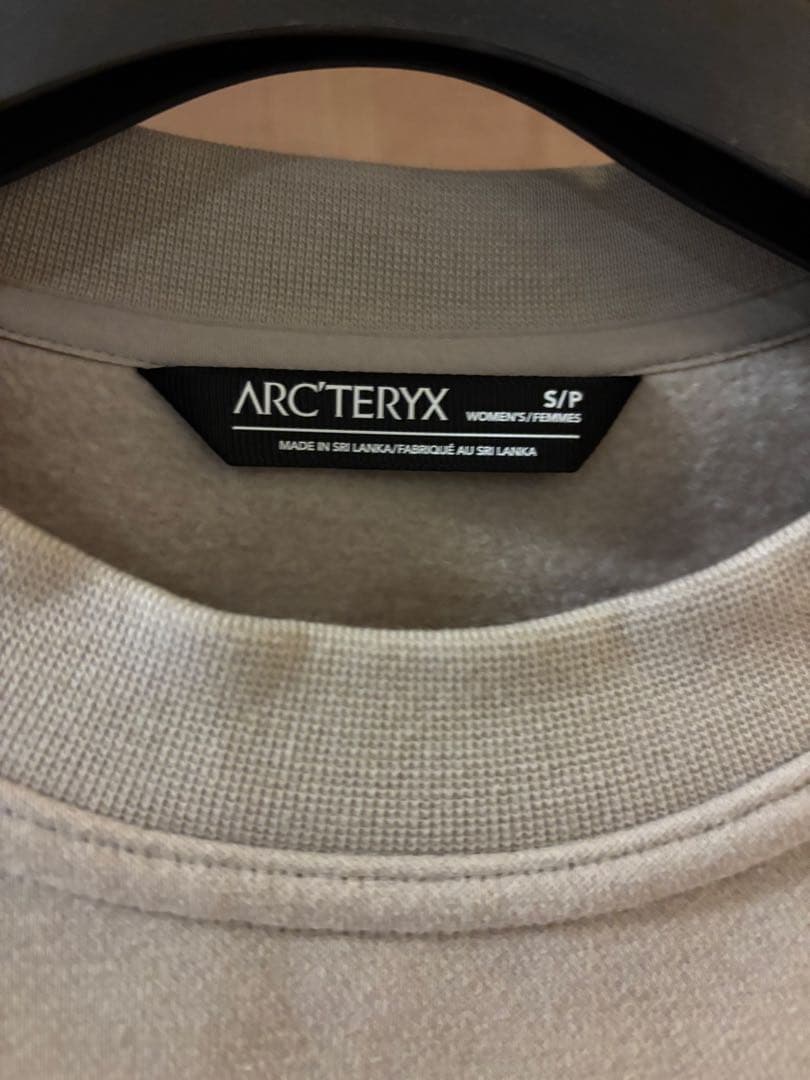 ARC'TERYX
S/P
WOMEN'S/FEMMES
MADE IN SRI LANKA/FABRIQUÉ AU SRI LANKA